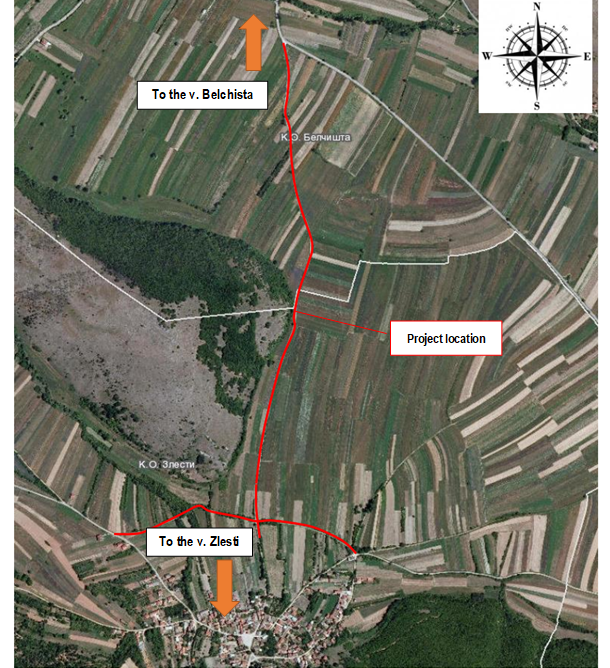 N
W
E
S
To the v. Belchista
К.О. Белчишта
Project location
К.О. Злести
To the v. Zlesti